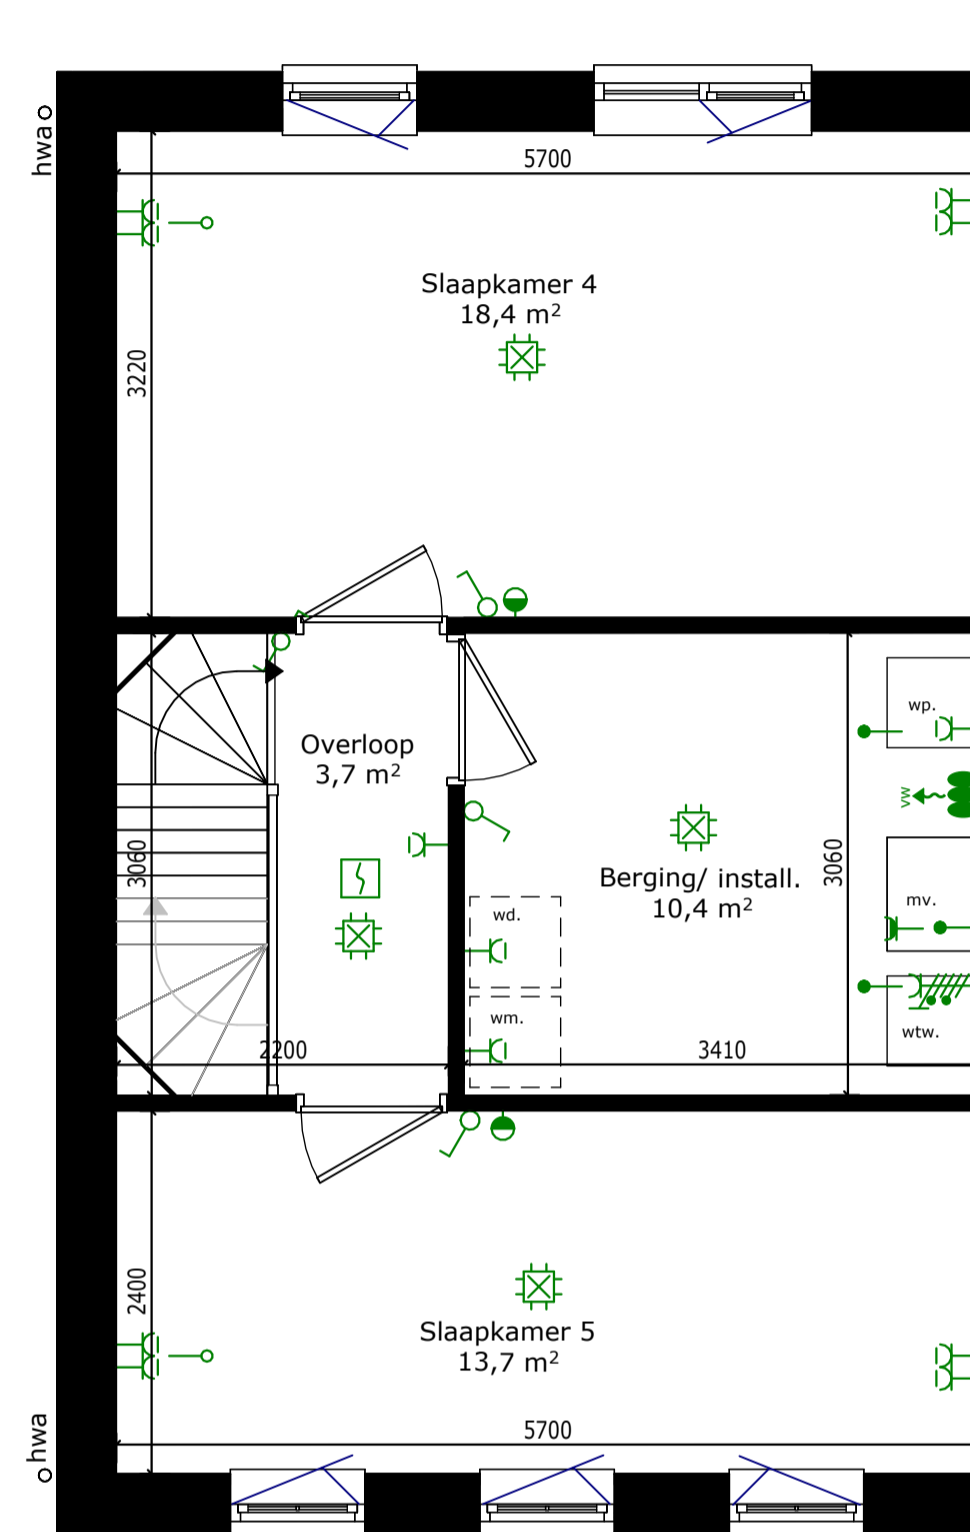 hwa
5700
Slaapkamer 4
18,4 m²
3220
Overloop
3,7 m²
wp.
vw
3060
3060
Berging/ install.
10,4 m²
mv.
wd.
wm.
wtw.
2200
3410
2400
Slaapkamer 5
13,7 m²
5700
hwa